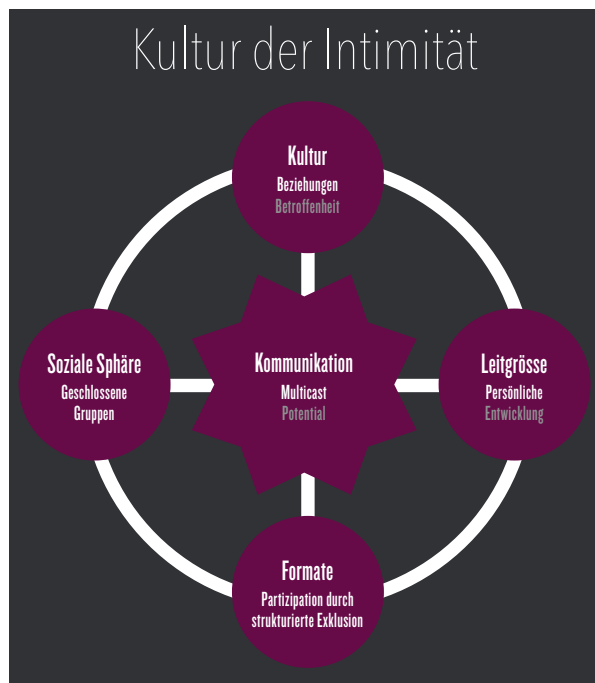 Kultur der Intimität
Kultur
Beziehungen
Betroffenheit
Soziale Sphäre
Geschlossene
Gruppen
Kommunikation
Multicast
Potential
Leitgrösse
Persönliche
Entwicklung
Formate
Partizipation durch
strukturierte Exklusion